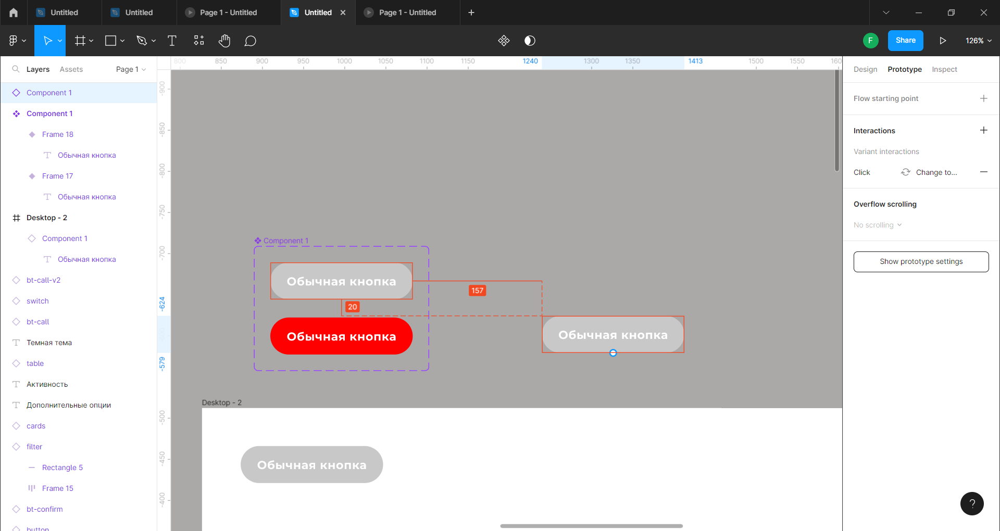 Untitled
Untitled
Page 1 - Untitled
Untitled
Page 1 - Untitled
F
Share
126%
Layers
Assets
Page 1
Component 1
Component 1
Frame 18
Обычная кнопка
Frame 17
Обычная кнопка
Desktop - 2
Component 1
Обычная кнопка
bt-call-v2
switch
bt-call
Темная тема
table
Активность
Дополнительные опции
cards
filter
Rectangle 5
Frame 15
bt-confirm
button
800 850 900 950 1000 1050 1100 1150 1240 1300 1350 1413 1500 1550 160
-900
-850
-800
-750
-700
-624
-579
-500
-450
-400
Component 1
Обычная кнопка
157
20
Обычная кнопка
Обычная кнопка
Desktop - 2
Обычная кнопка
Design
Prototype
Inspect
Flow starting point
Interactions
Variant interactions
Click
Change to...
Overflow scrolling
No scrolling
Show prototype settings
?